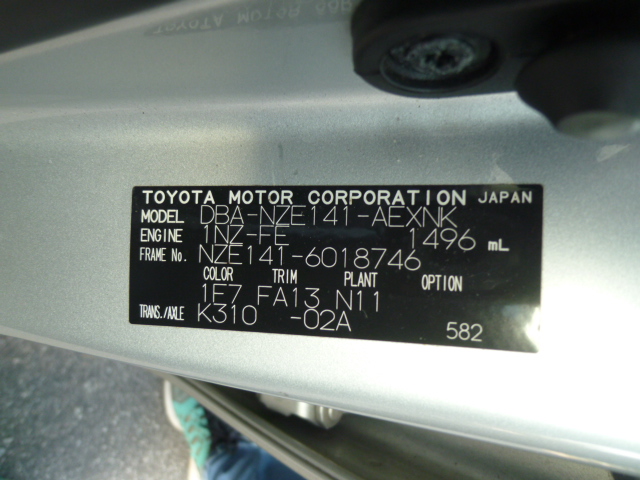 TOYOTA MOTOR CORPORATION JAPAN
MODEL DBA-NZE141-AEXNK
ENGINE 1NZ-FE 1496 mL
FRAME No. NZE141-6018746
COLOR TRIM PLANT OPTION
1E7 FA13 N11
TRANS./AXLE K310 -02A
582